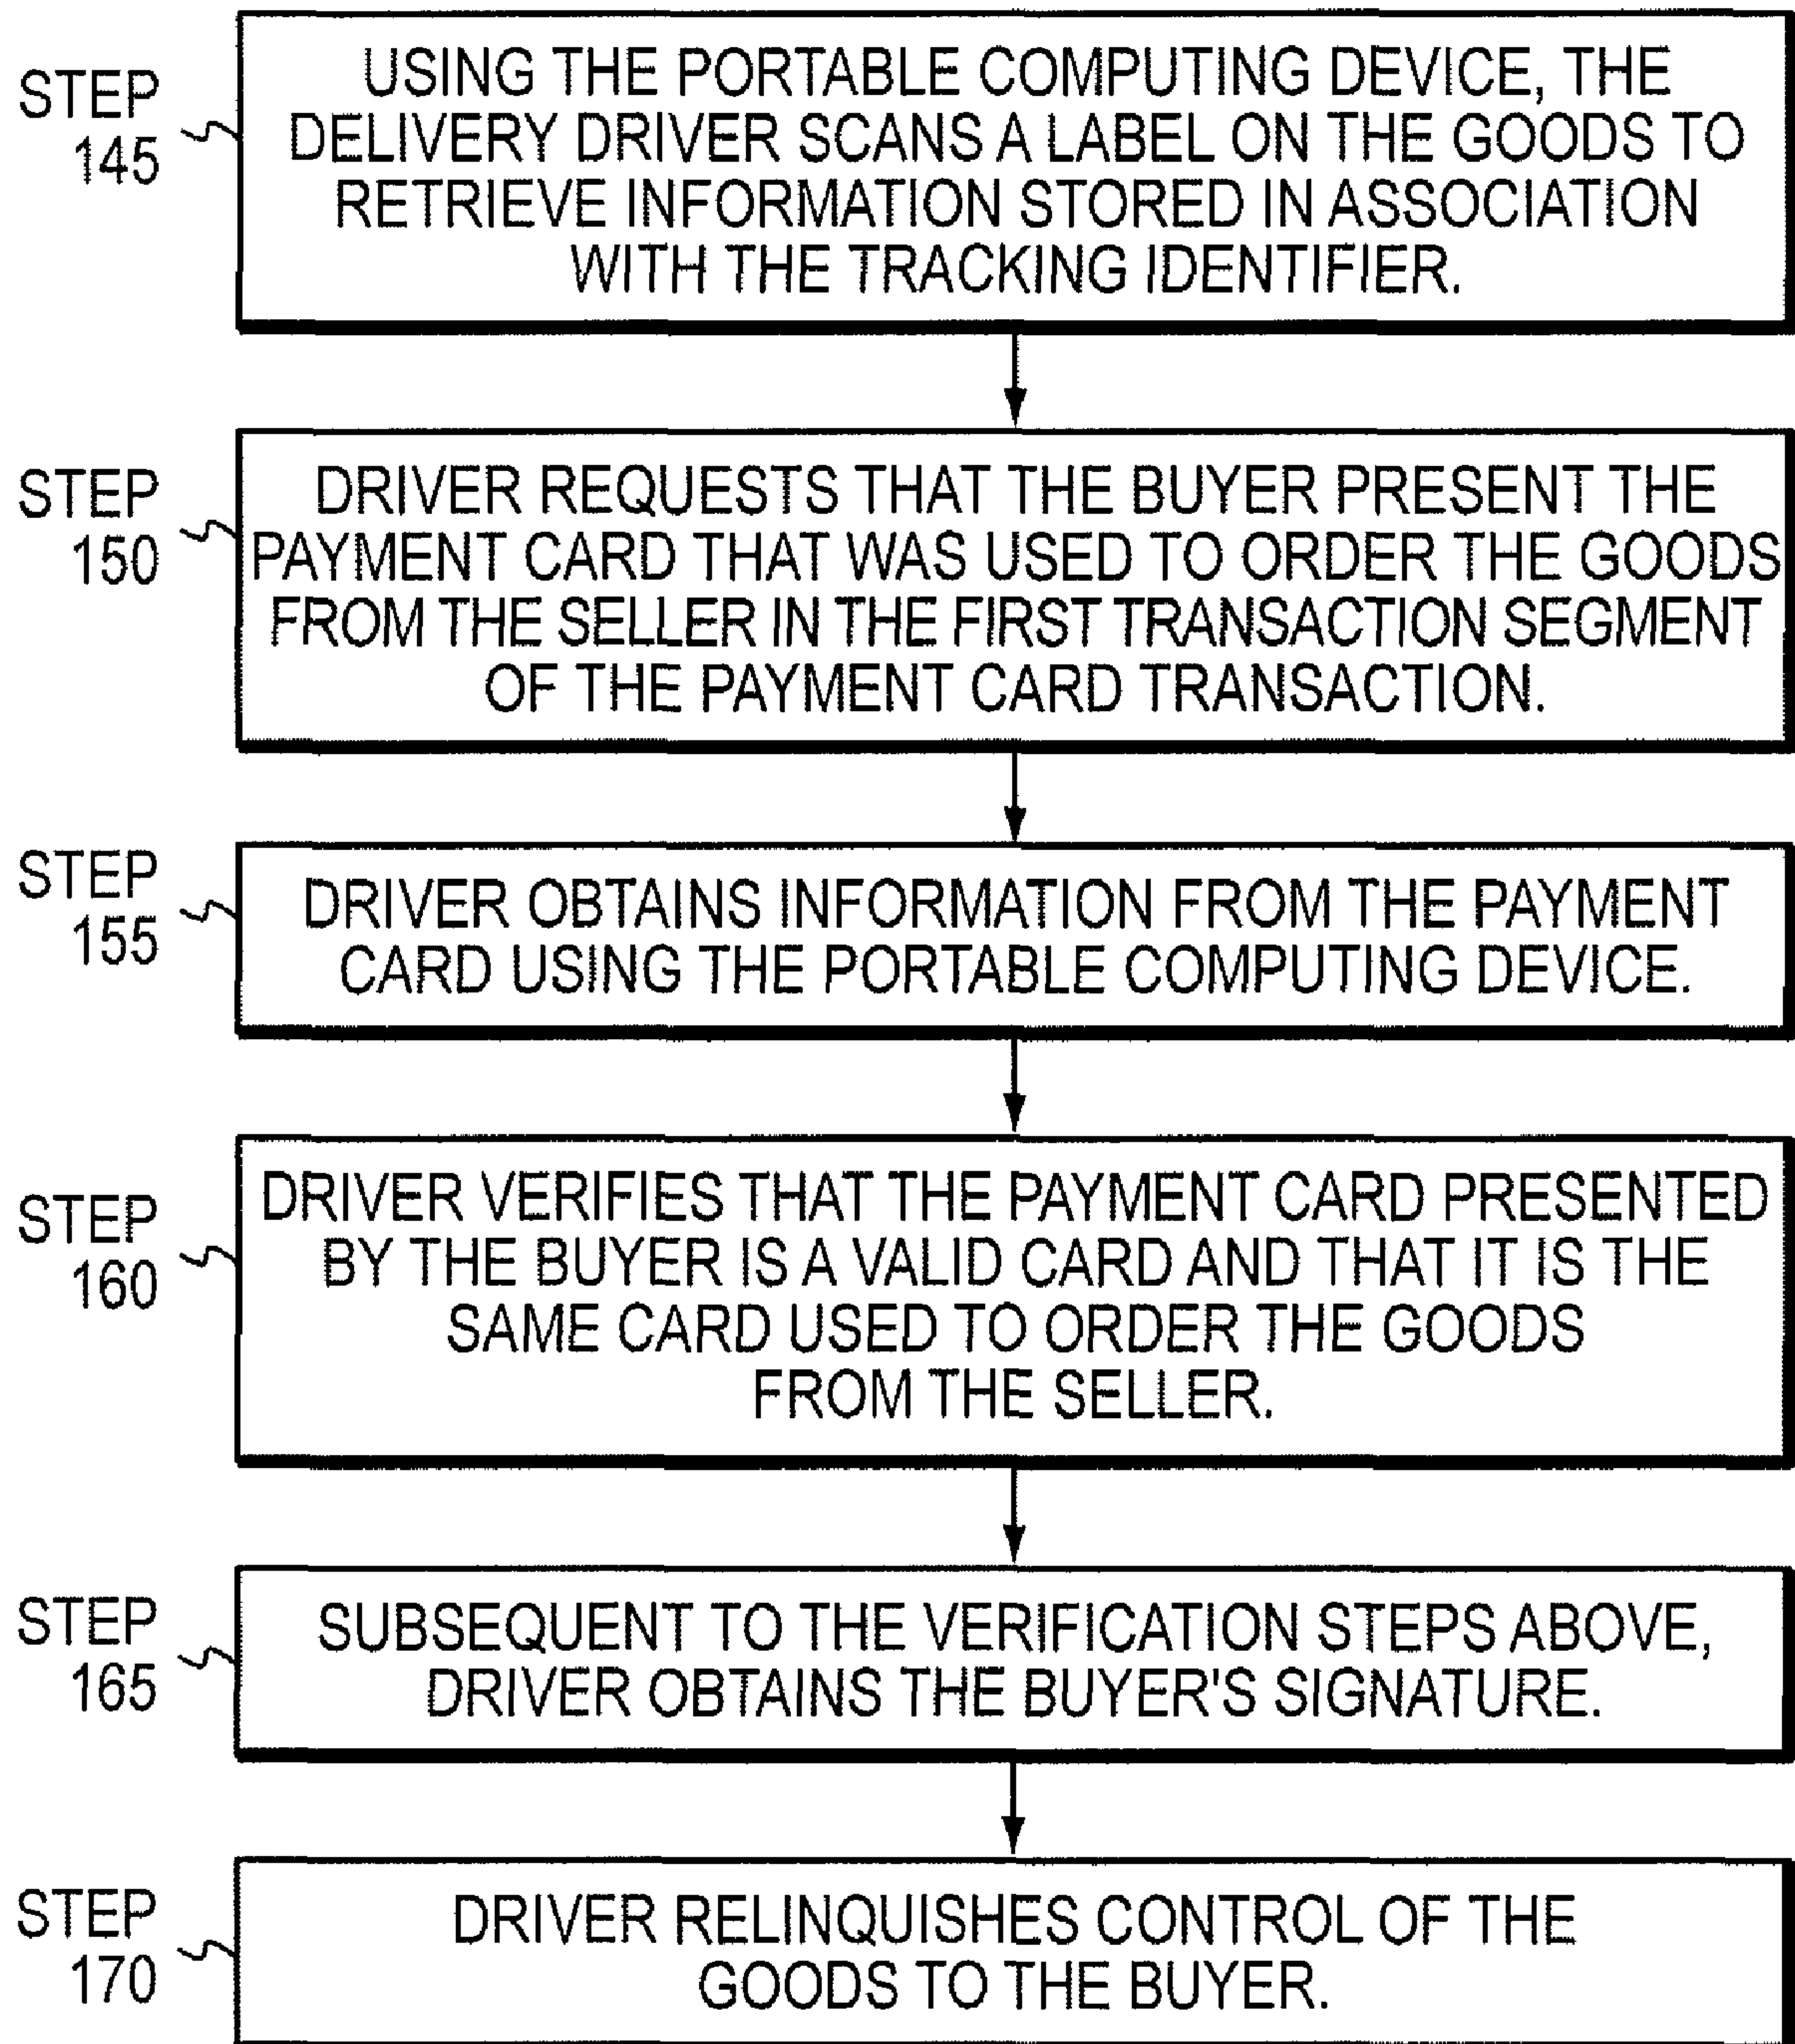 STEP
145
USING THE PORTABLE COMPUTING DEVICE, THE
DELIVERY DRIVER SCANS A LABEL ON THE GOODS TO
RETRIEVE INFORMATION STORED IN ASSOCIATION
WITH THE TRACKING IDENTIFIER.
STEP
150
DRIVER REQUESTS THAT THE BUYER PRESENT THE
PAYMENT CARD THAT WAS USED TO ORDER THE GOODS
FROM THE SELLER IN THE FIRST TRANSACTION SEGMENT
OF THE PAYMENT CARD TRANSACTION.
STEP
155
DRIVER OBTAINS INFORMATION FROM THE PAYMENT
CARD USING THE PORTABLE COMPUTING DEVICE.
STEP
160
DRIVER VERIFIES THAT THE PAYMENT CARD PRESENTED
BY THE BUYER IS A VALID CARD AND THAT IT IS THE
SAME CARD USED TO ORDER THE GOODS
FROM THE SELLER.
STEP
165
SUBSEQUENT TO THE VERIFICATION STEPS ABOVE,
DRIVER OBTAINS THE BUYER'S SIGNATURE.
STEP
170
DRIVER RELINQUISHES CONTROL OF THE
GOODS TO THE BUYER.